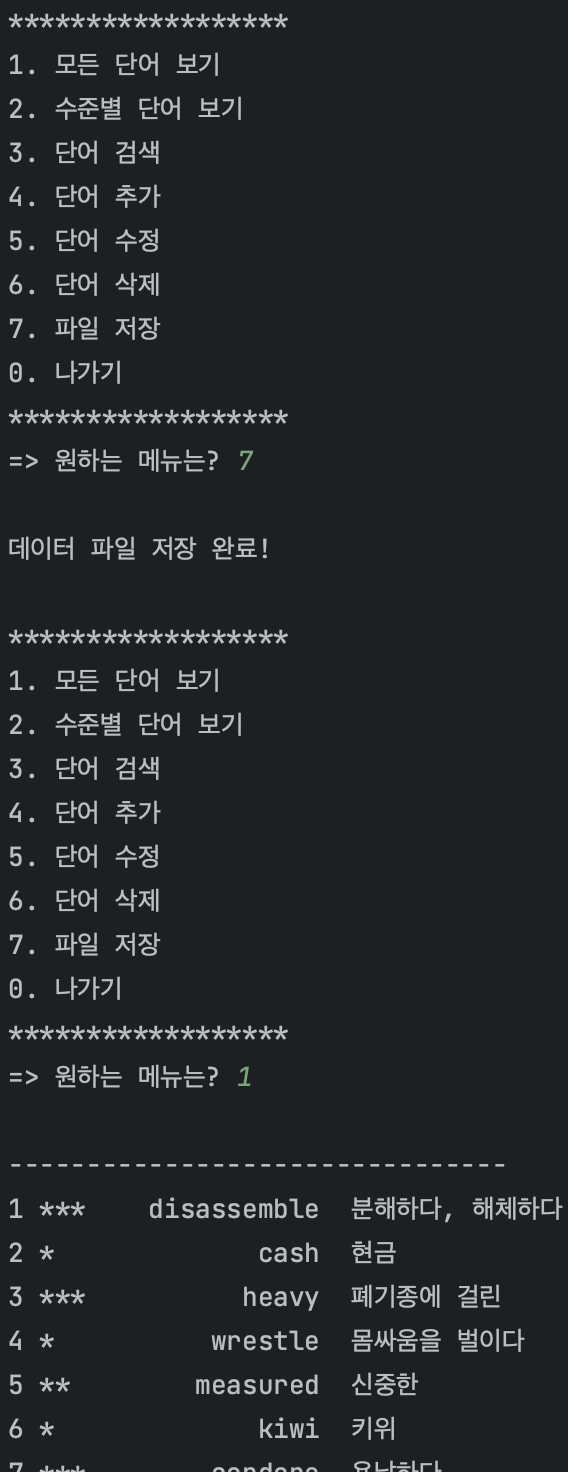 ******************
1. 모든 단어 보기
2. 수준별 단어 보기
3. 단어 검색
4. 단어 추가
5. 단어 수정
6. 단어 삭제
7. 파일 저장
0. 나가기
******************
=> 원하는 메뉴는? 7
데이터 파일 저장 완료!
******************
1. 모든 단어 보기
2. 수준별 단어 보기
3. 단어 검색
4. 단어 추가
5. 단어 수정
6. 단어 삭제
7. 파일 저장
0. 나가기
******************
=> 원하는 메뉴는? 1
--------------------------------
1 *** disassemble 분해하다, 해체하다
2 * cash 현금
3 *** heavy 폐기종에 걸린
4 * wrestle 몸싸움을 벌이다
5 ** measured 신중한
6 * kiwi 키위
7 *** condone 용납하다